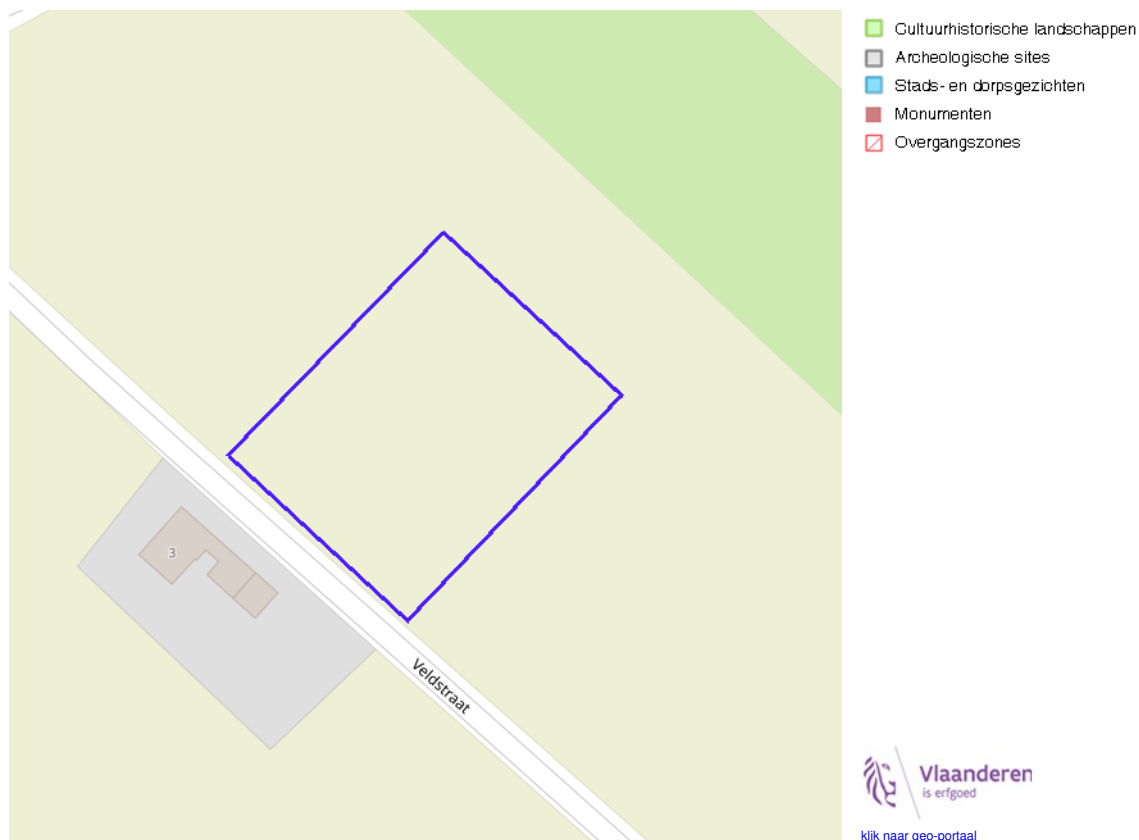 Cultuurhistorische landschappen
Archeologische sites
Stads- en dorpsgezichten
Monumenten
Overgangszones
3
Veldstraat
Vlaanderen
is erfgoed
klik naar geo-portaal